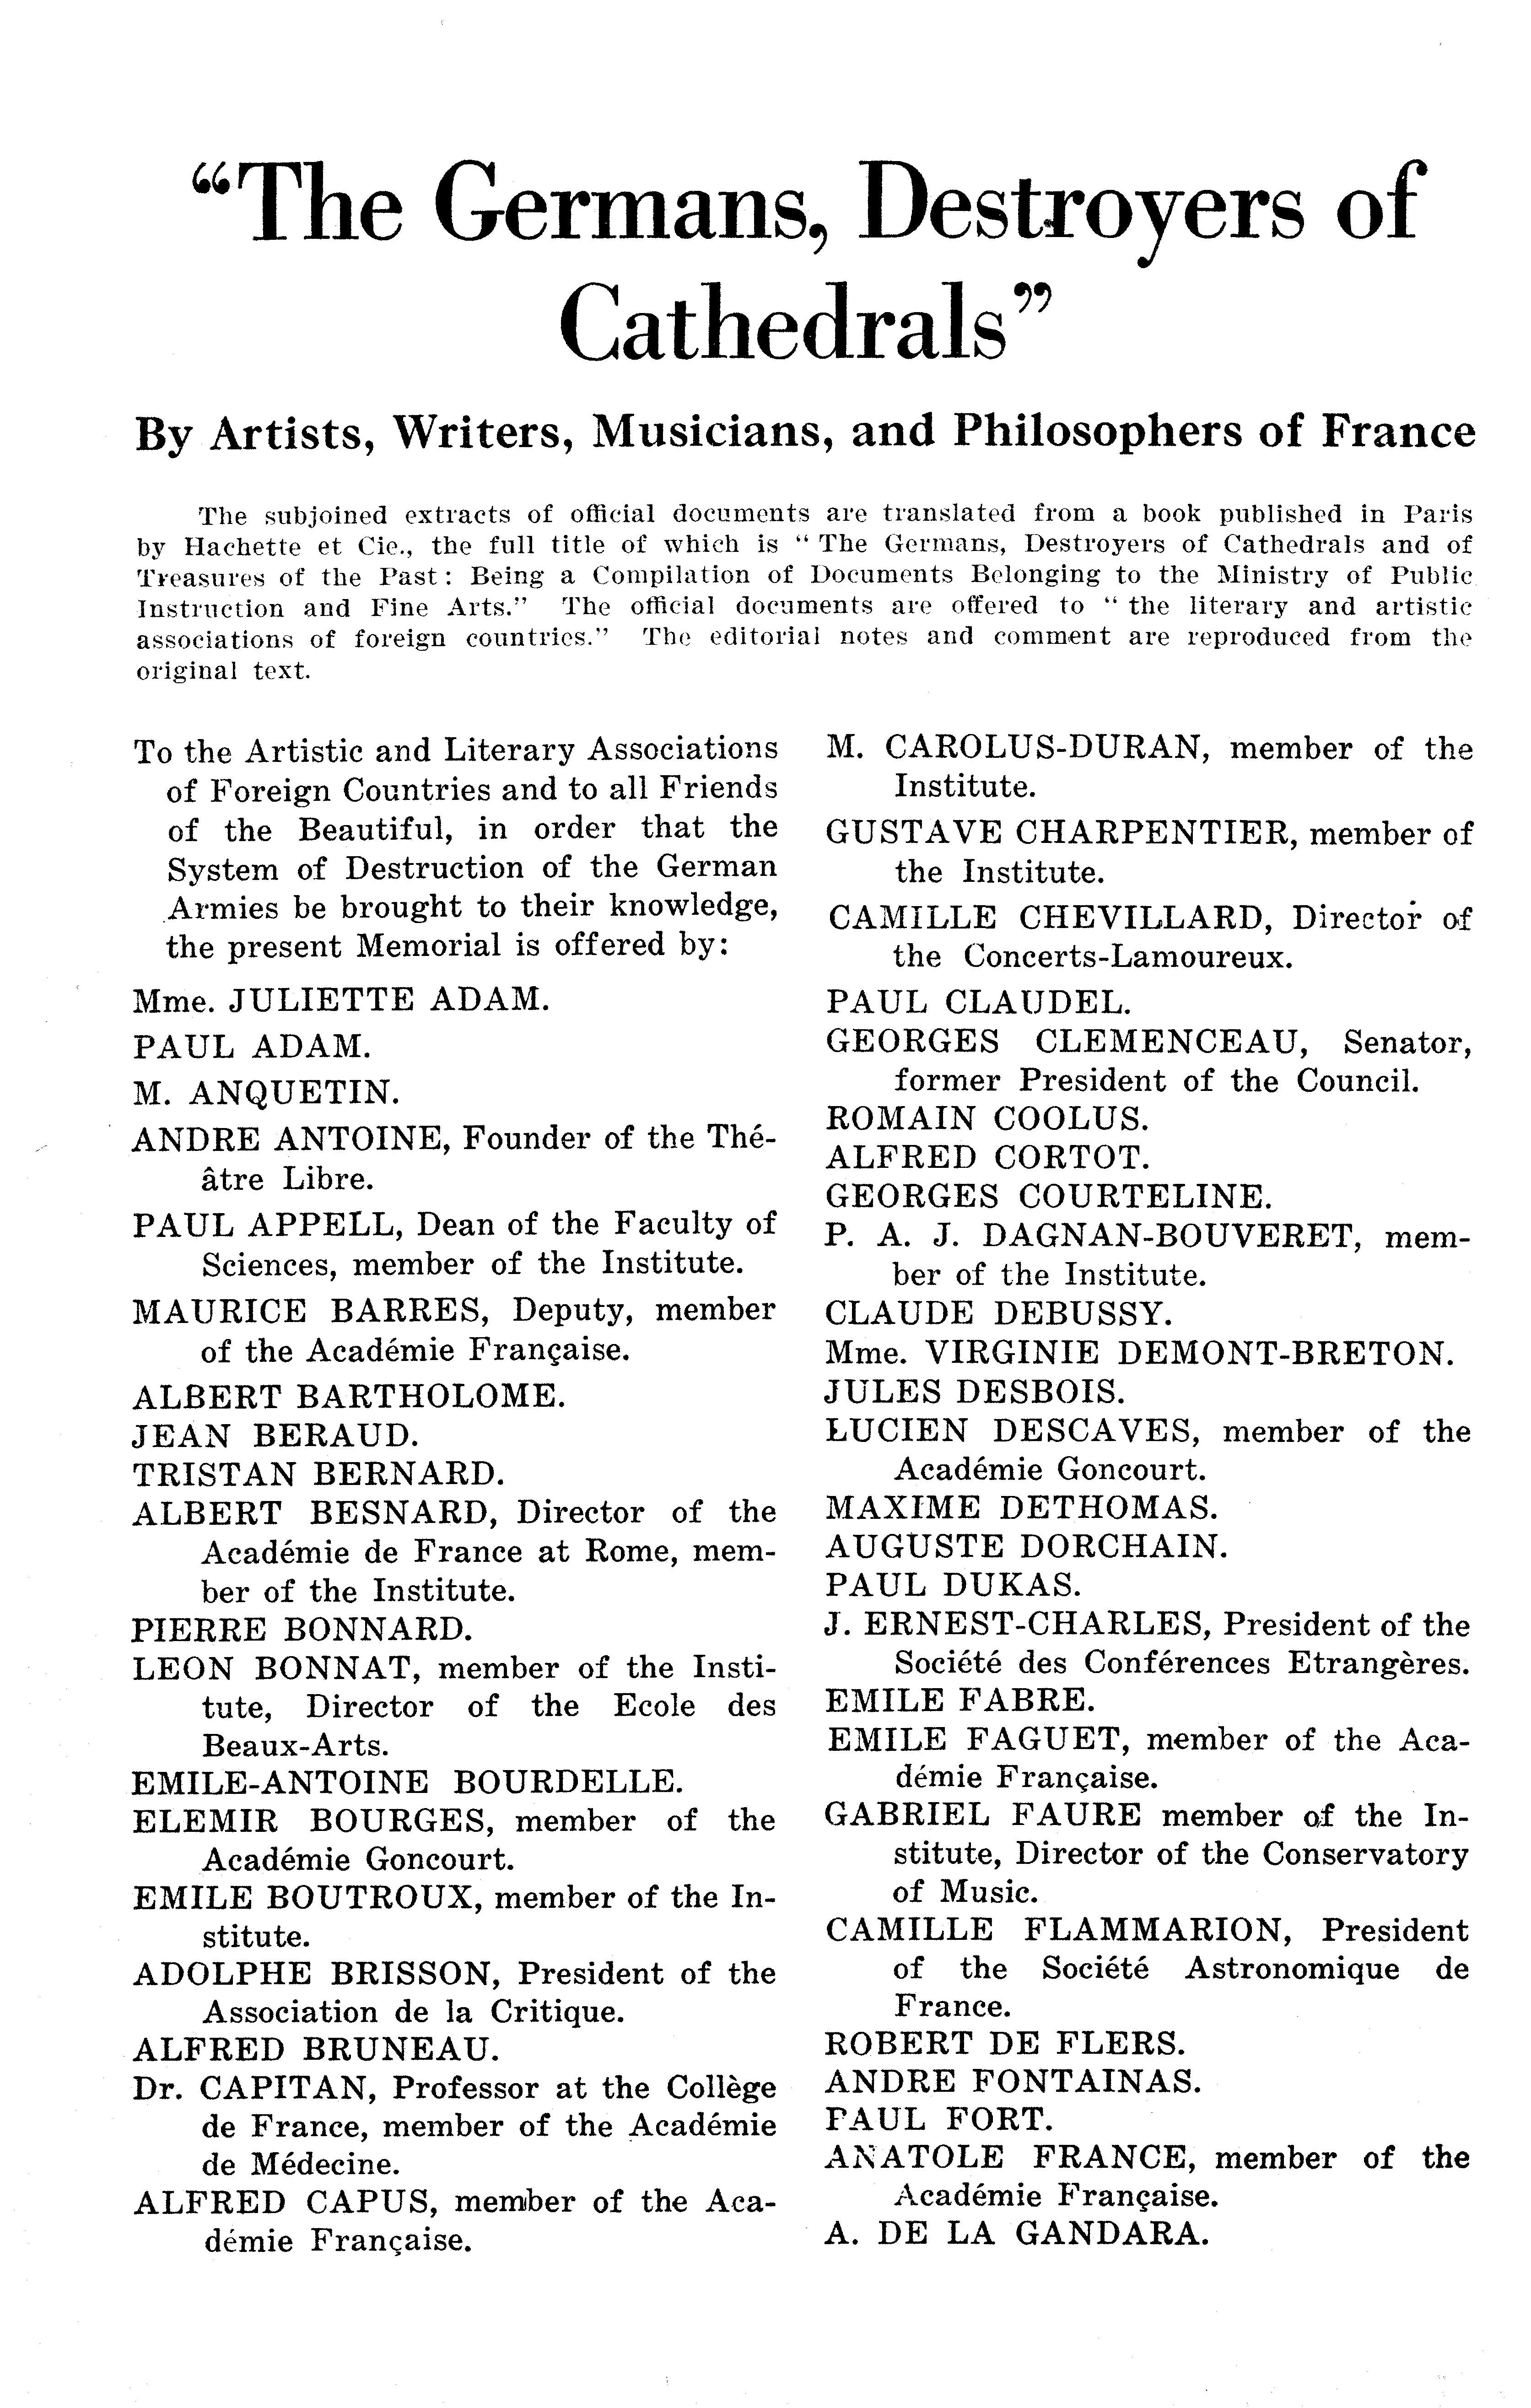 “The Germans, Destroyers of
Cathedrals”
By Artists, Writers, Musicians, and Philosophers of France
The subjoined extracts of official documents are translated from a book published in Paris
by Hachette et Cie., the full title of which is “ The Germans, Destroyers of Cathedrals and of
Treasures of the Past : Being a Compilation of Documents Belonging to the Ministry of Public
Instruction and Fine Arts.” The official documents are offered to “ the literary and artistic
associations of foreign countries.” The editorial notes and comment are reproduced from the
original text.
To the Artistic and Literary Associations
of Foreign Countries and to all Friends
of the Beautiful, in order that the
System of Destruction of the German
Armies be brought to their knowledge,
the present Memorial is offered by:
Mme. JULIETTE ADAM.
PAUL ADAM.
M. ANQUETIN.
ANDRE ANTOINE, Founder of the Thé-
âtre Libre.
PAUL APPELL, Dean of the Faculty of
Sciences, member of the Institute.
MAURICE BARRES, Deputy, member
of the Académie Française.
ALBERT BARTHOLOME.
JEAN BERAUD.
TRISTAN BERNARD.
ALBERT BESNARD, Director of the
Académie de France at Rome, mem-
ber of the Institute.
PIERRE BONNARD.
LEON BONNAT, member of the Insti-
tute, Director of the Ecole des
Beaux-Arts.
EMILE-ANTOINE BOURDELLE.
ELEMIR BOURGES, member of the
Académie Goncourt.
EMILE BOUTROUX, member of the In-
stitute.
ADOLPHE BRISSON, President of the
Association de la Critique.
ALFRED BRUNEAU.
Dr. CAPITAN, Professor at the Collège
de France, member of the Académie
de Médecine.
ALFRED CAPUS, member of the Aca-
démie Française.
M. CAROLUS-DURAN, member of the
Institute.
GUSTAVE CHARPENTIER, member of
the Institute.
CAMILLE CHEVILLARD, Director of
the Concerts-Lamoureux.
PAUL CLAUDEL.
GEORGES CLEMENCEAU, Senator,
former President of the Council.
ROMAIN COOLUS.
ALFRED CORTOT.
GEORGES COURTELINE.
P. A. J. DAGNAN-BOUVERET, mem-
ber of the Institute.
CLAUDE DEBUSSY.
Mme. VIRGINIE DEMONT-BRETON.
JULES DESBOIS.
LUCIEN DESCAVES, member of the
Académie Goncourt.
MAXIME DETHOMAS.
AUGUSTE DORCHAIN.
PAUL DUKAS.
J. ERNEST-CHARLES, President of the
Société des Conférences Etrangères.
EMILE FABRE.
EMILE FAGUET, member of the Aca-
démie Française.
GABRIEL FAURE member of the In-
stitute, Director of the Conservatory
of Music.
CAMILLE FLAMMARION, President
of the Société Astronomique de
France.
ROBERT DE FLERS.
ANDRE FONTAINAS.
PAUL FORT.
ANATOLE FRANCE, member of the
Académie Française.
A. DE LA GANDARA.